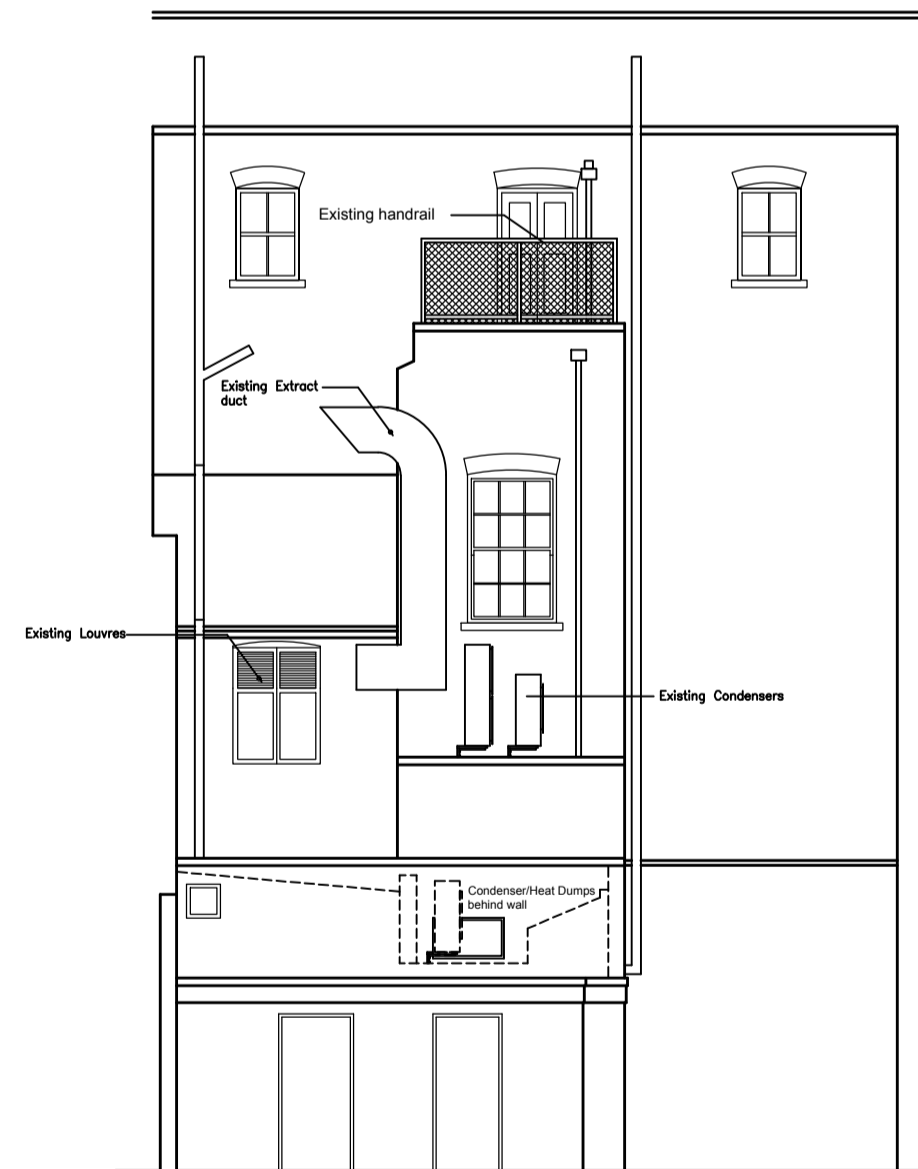 Existing handrail
Existing Extract
duct
Existing Louvres
Existing Condensers
Condenser/Heat Dumps
behind wall